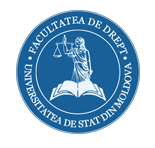 FACULTATEA DE DREPT
UNIVERSITATEA DE STAT DIN MOLDOVA